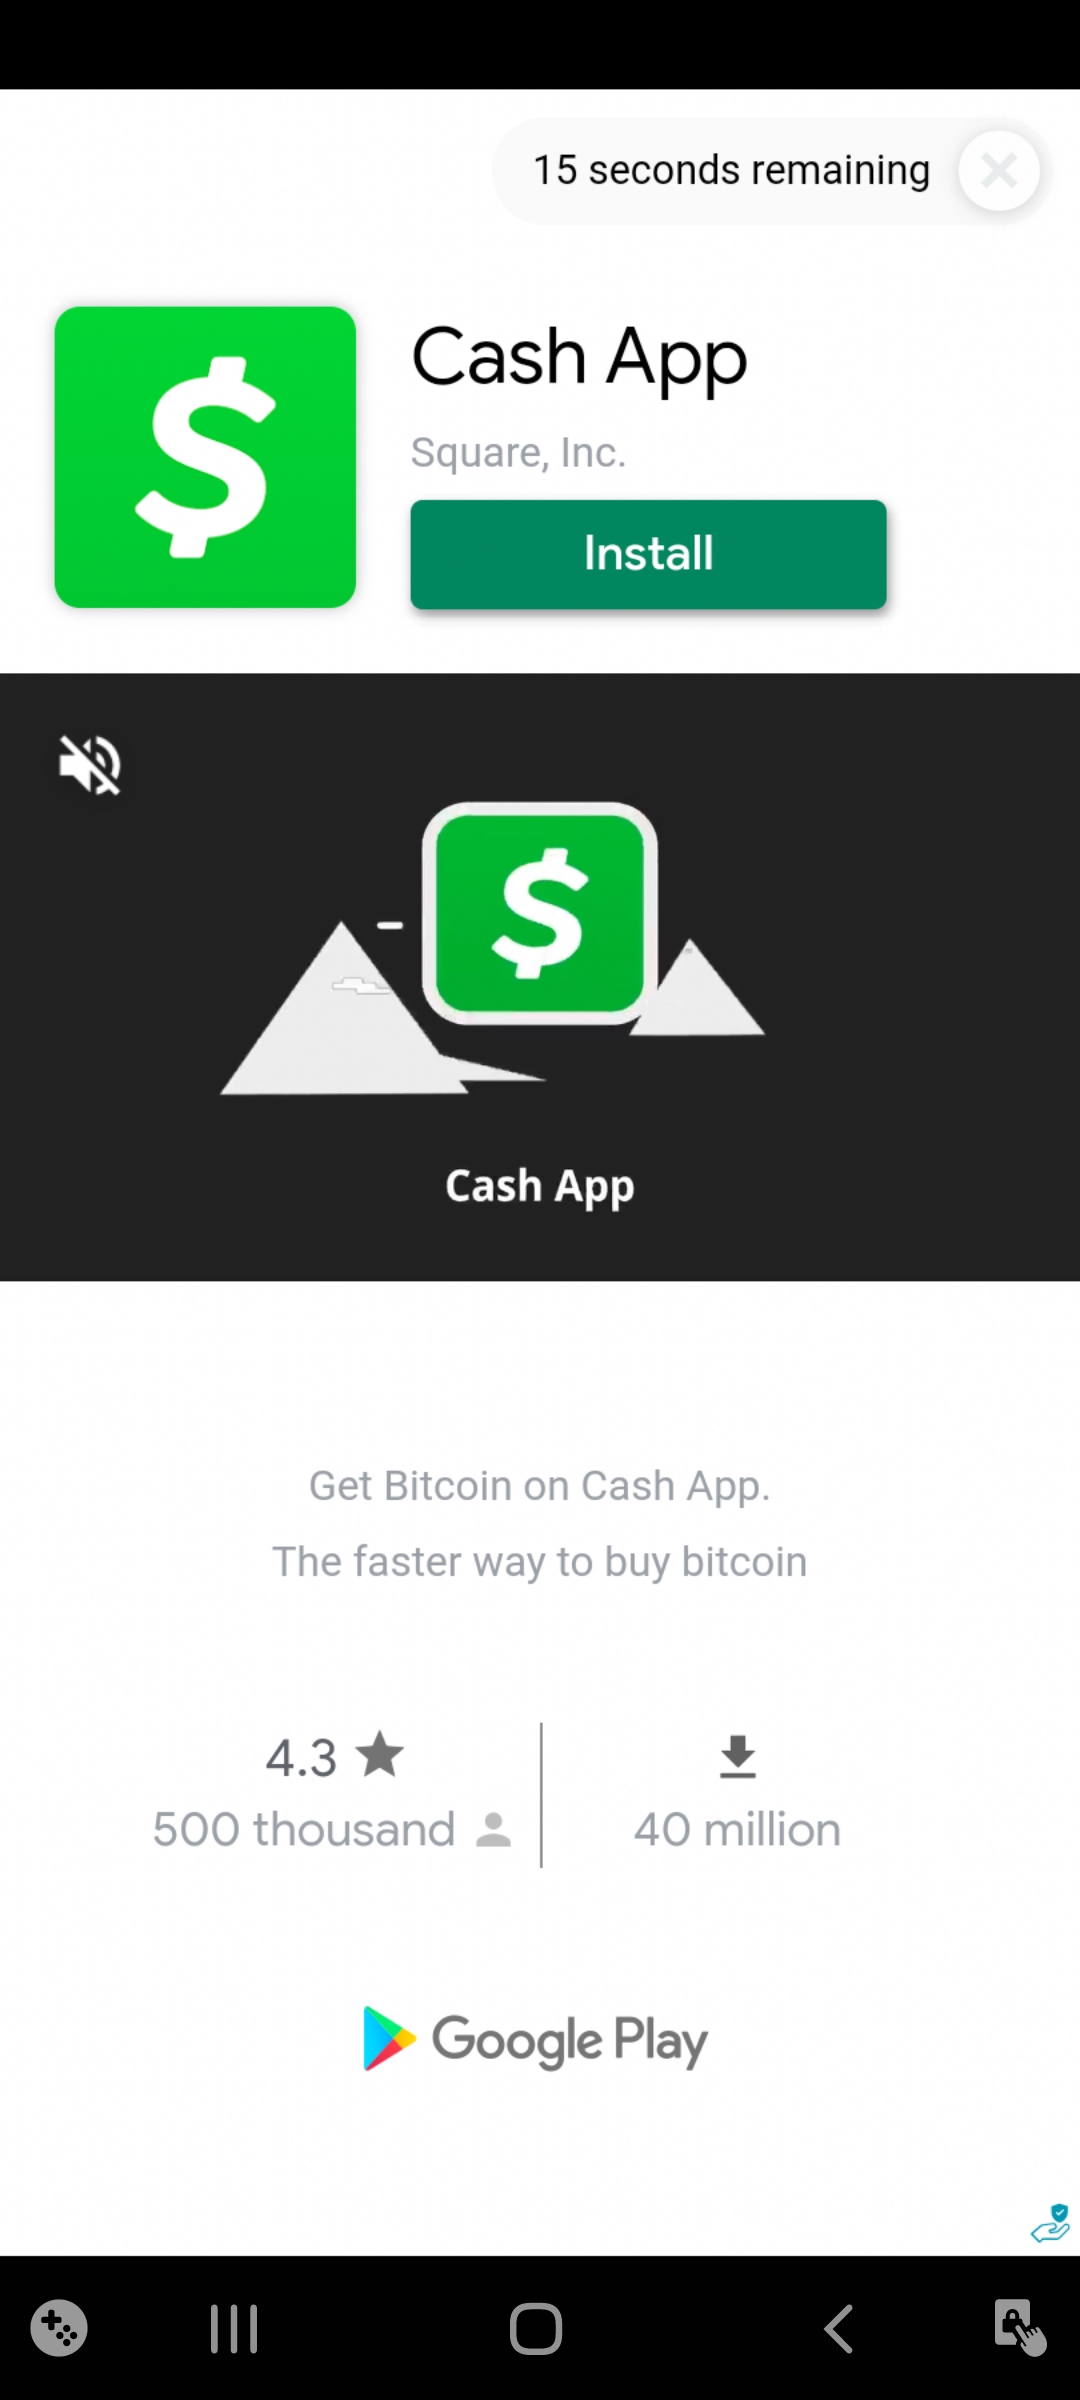 15 seconds remaining
Cash App
Square, Inc.
Install
Cash App
Get Bitcoin on Cash App.
The faster way to buy bitcoin
4.3
500 thousand
40 million
Google Play